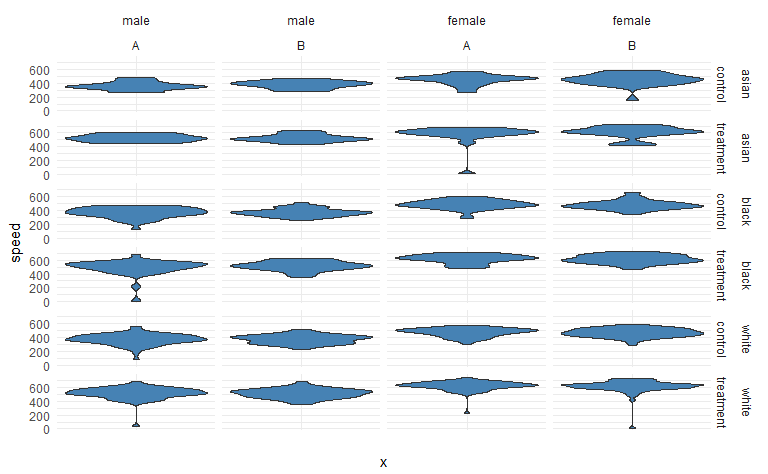 male male female female
A B A B
speed
600
400
200
0
control asian
600
400
200
0
treatment asian
600
400
200
0
control black
600
400
200
0
treatment black
600
400
200
0
control white
600
400
200
0
treatment white
x